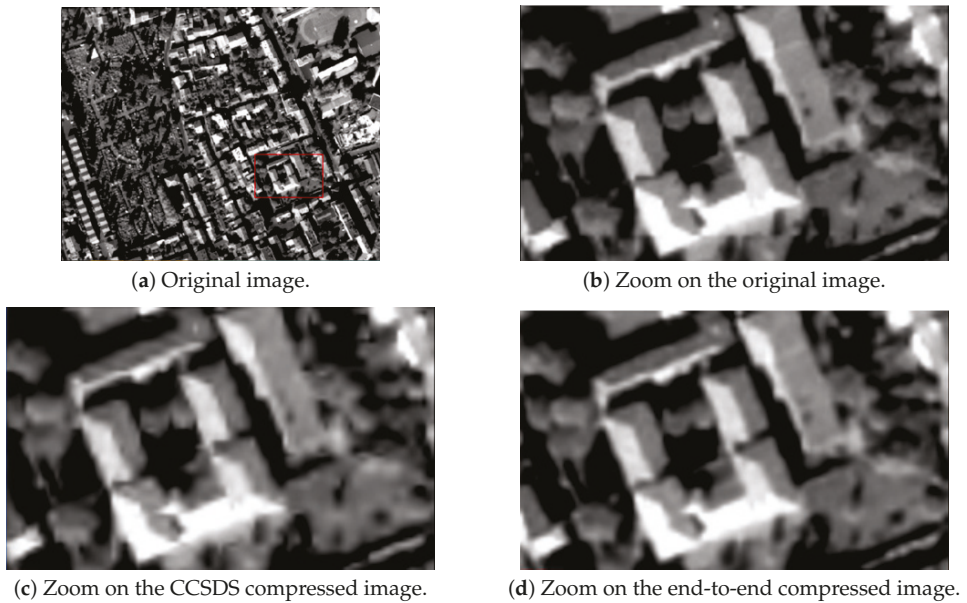 (a) Original image.
(b) Zoom on the original image.
(c) Zoom on the CCSDS compressed image.
(d) Zoom on the end-to-end compressed image.